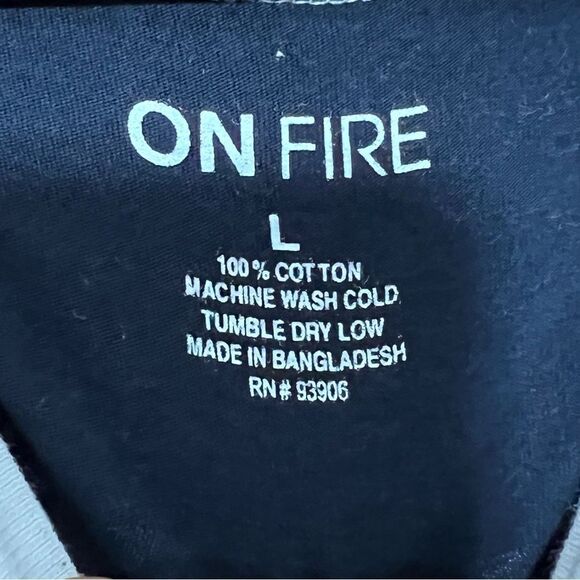 ON FIRE
L
100% COTTON
MACHINE WASH COLD
TUMBLE DRY LOW
MADE IN BANGLADESH
RN# 93906